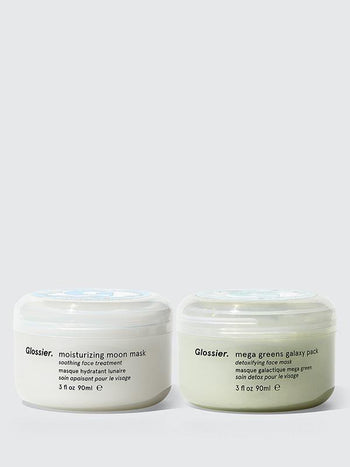 Glossier.
moisturizing moon mask
soothing face treatment
masque hydratant lunaire
soin apaisant pour le visage
3 fl oz 90ml ℮
Glossier.
mega greens galaxy pack
detoxifying face mask
masque galactique mega green
soin detox pour le visage
3 fl oz 90ml ℮